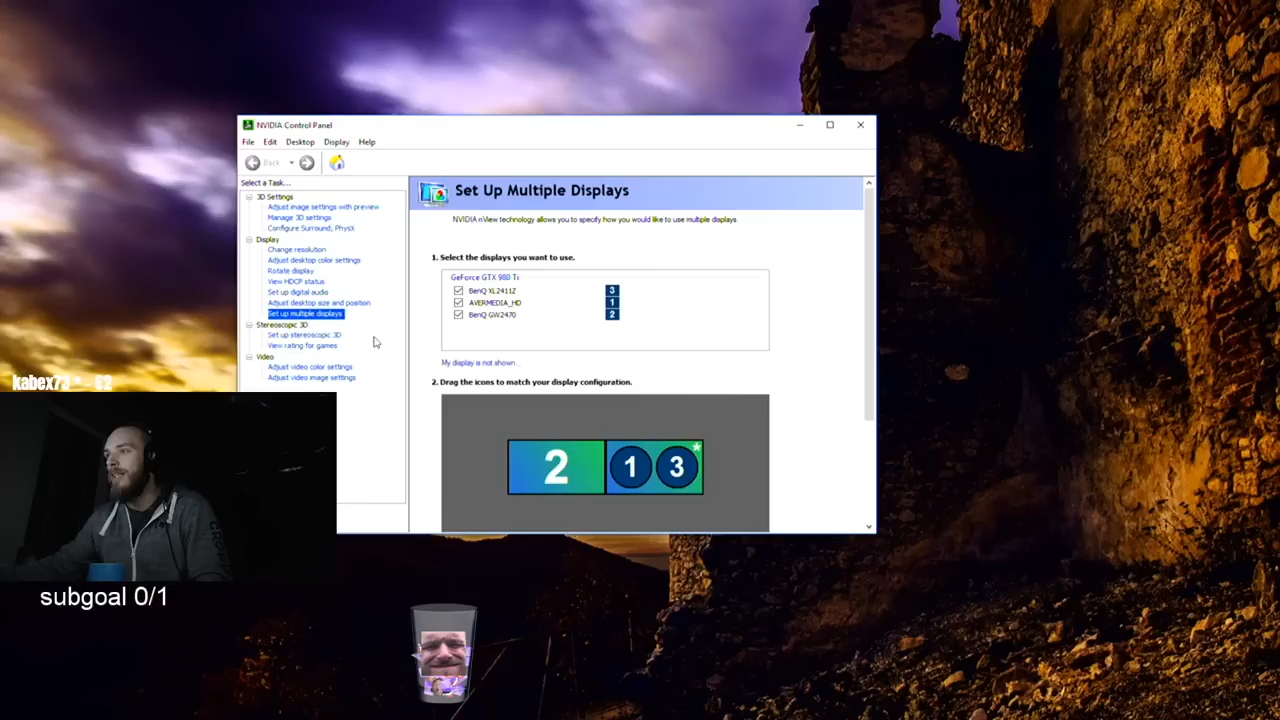 NVIDIA Control Panel
File Edit Desktop Display Help
Back
Select a Task...
3D Settings
Adjust image settings with preview
Manage 3D settings
Configure Surround, PhysX
Display
Change resolution
Adjust desktop color settings
Rotate display
View HDCP status
Set up digital audio
Adjust desktop size and position
Set up multiple displays
Stereoscopic 3D
Set up stereoscopic 3D
View rating for games
Video
Adjust video color settings
Adjust video image settings
Set Up Multiple Displays
NVIDIA nView technology allows you to specify how you would like to use multiple displays.
1. Select the displays you want to use.
GeForce GTX 980 Ti
BenQ XL2411Z 3
AVERMEDIA_HD 1
BenQ GW2470 2
My display is not shown...
2. Drag the icons to match your display configuration.
2 1 3 *
kabex73 * - 62
subgoal 0/1